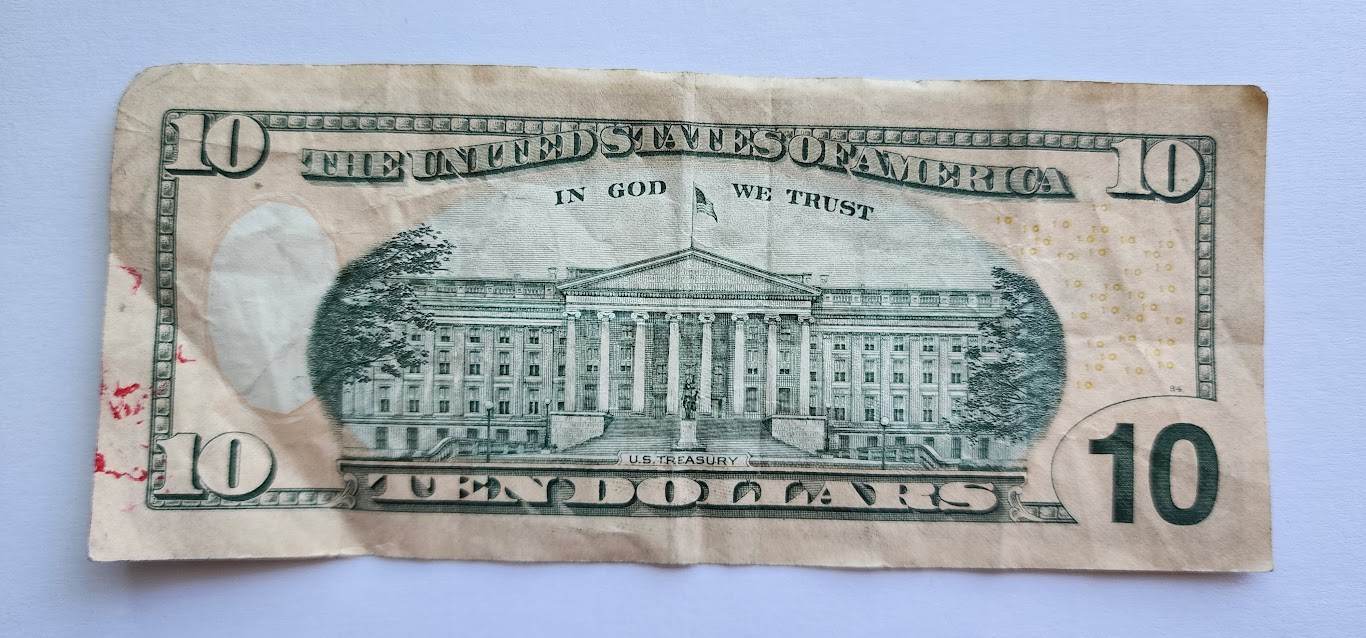 10 THE UNITED STATES OF AMERICA 10
IN GOD WE TRUST
U.S. TREASURY
10 TEN DOLLARS 10